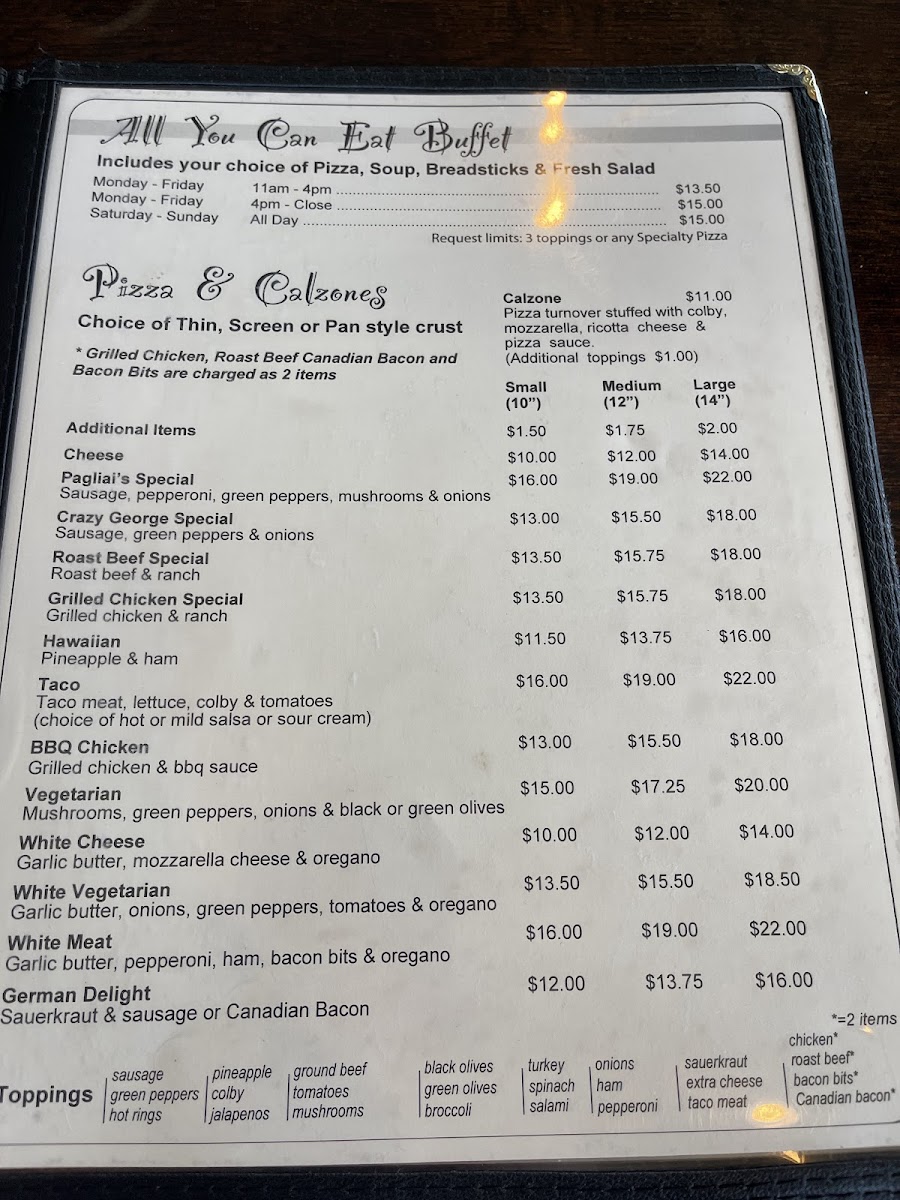 All You Can Eat Buffet
Includes your choice of Pizza, Soup, Breadsticks & Fresh Salad
Monday - Friday 11am - 4pm $13.50
Monday - Friday 4pm - Close $15.00
Saturday - Sunday All Day $15.00
Request limits: 3 toppings or any Specialty Pizza
Pizza & Calzones
Choice of Thin, Screen or Pan style crust
* Grilled Chicken, Roast Beef Canadian Bacon and
Bacon Bits are charged as 2 items
Calzone $11.00
Pizza turnover stuffed with colby,
mozzarella, ricotta cheese &
pizza sauce.
(Additional toppings $1.00)
Small Medium Large
(10”) (12”) (14”)
Additional Items $1.50 $1.75 $2.00
Cheese $10.00 $12.00 $14.00
Pagliai's Special $16.00 $19.00 $22.00
Sausage, pepperoni, green peppers, mushrooms & onions
Crazy George Special $13.00 $15.50 $18.00
Sausage, green peppers & onions
Roast Beef Special $13.50 $15.75 $18.00
Roast beef & ranch
Grilled Chicken Special $13.50 $15.75 $18.00
Grilled chicken & ranch
Hawaiian $11.50 $13.75 $16.00
Pineapple & ham
Taco $16.00 $19.00 $22.00
Taco meat, lettuce, colby & tomatoes
(choice of hot or mild salsa or sour cream)
BBQ Chicken $13.00 $15.50 $18.00
Grilled chicken & bbq sauce
Vegetarian $15.00 $17.25 $20.00
Mushrooms, green peppers, onions & black or green olives
White Cheese $10.00 $12.00 $14.00
Garlic butter, mozzarella cheese & oregano
White Vegetarian $13.50 $15.50 $18.50
Garlic butter, onions, green peppers, tomatoes & oregano
White Meat $16.00 $19.00 $22.00
Garlic butter, pepperoni, ham, bacon bits & oregano
German Delight $12.00 $13.75 $16.00
Sauerkraut & sausage or Canadian Bacon
*=2 items
Toppings
sausage
green peppers
hot rings
pineapple
colby
jalapenos
ground beef
tomatoes
mushrooms
black olives
green olives
broccoli
turkey
spinach
salami
onions
ham
pepperoni
sauerkraut
extra cheese
taco meat
chicken*
roast beef*
bacon bits*
Canadian bacon*